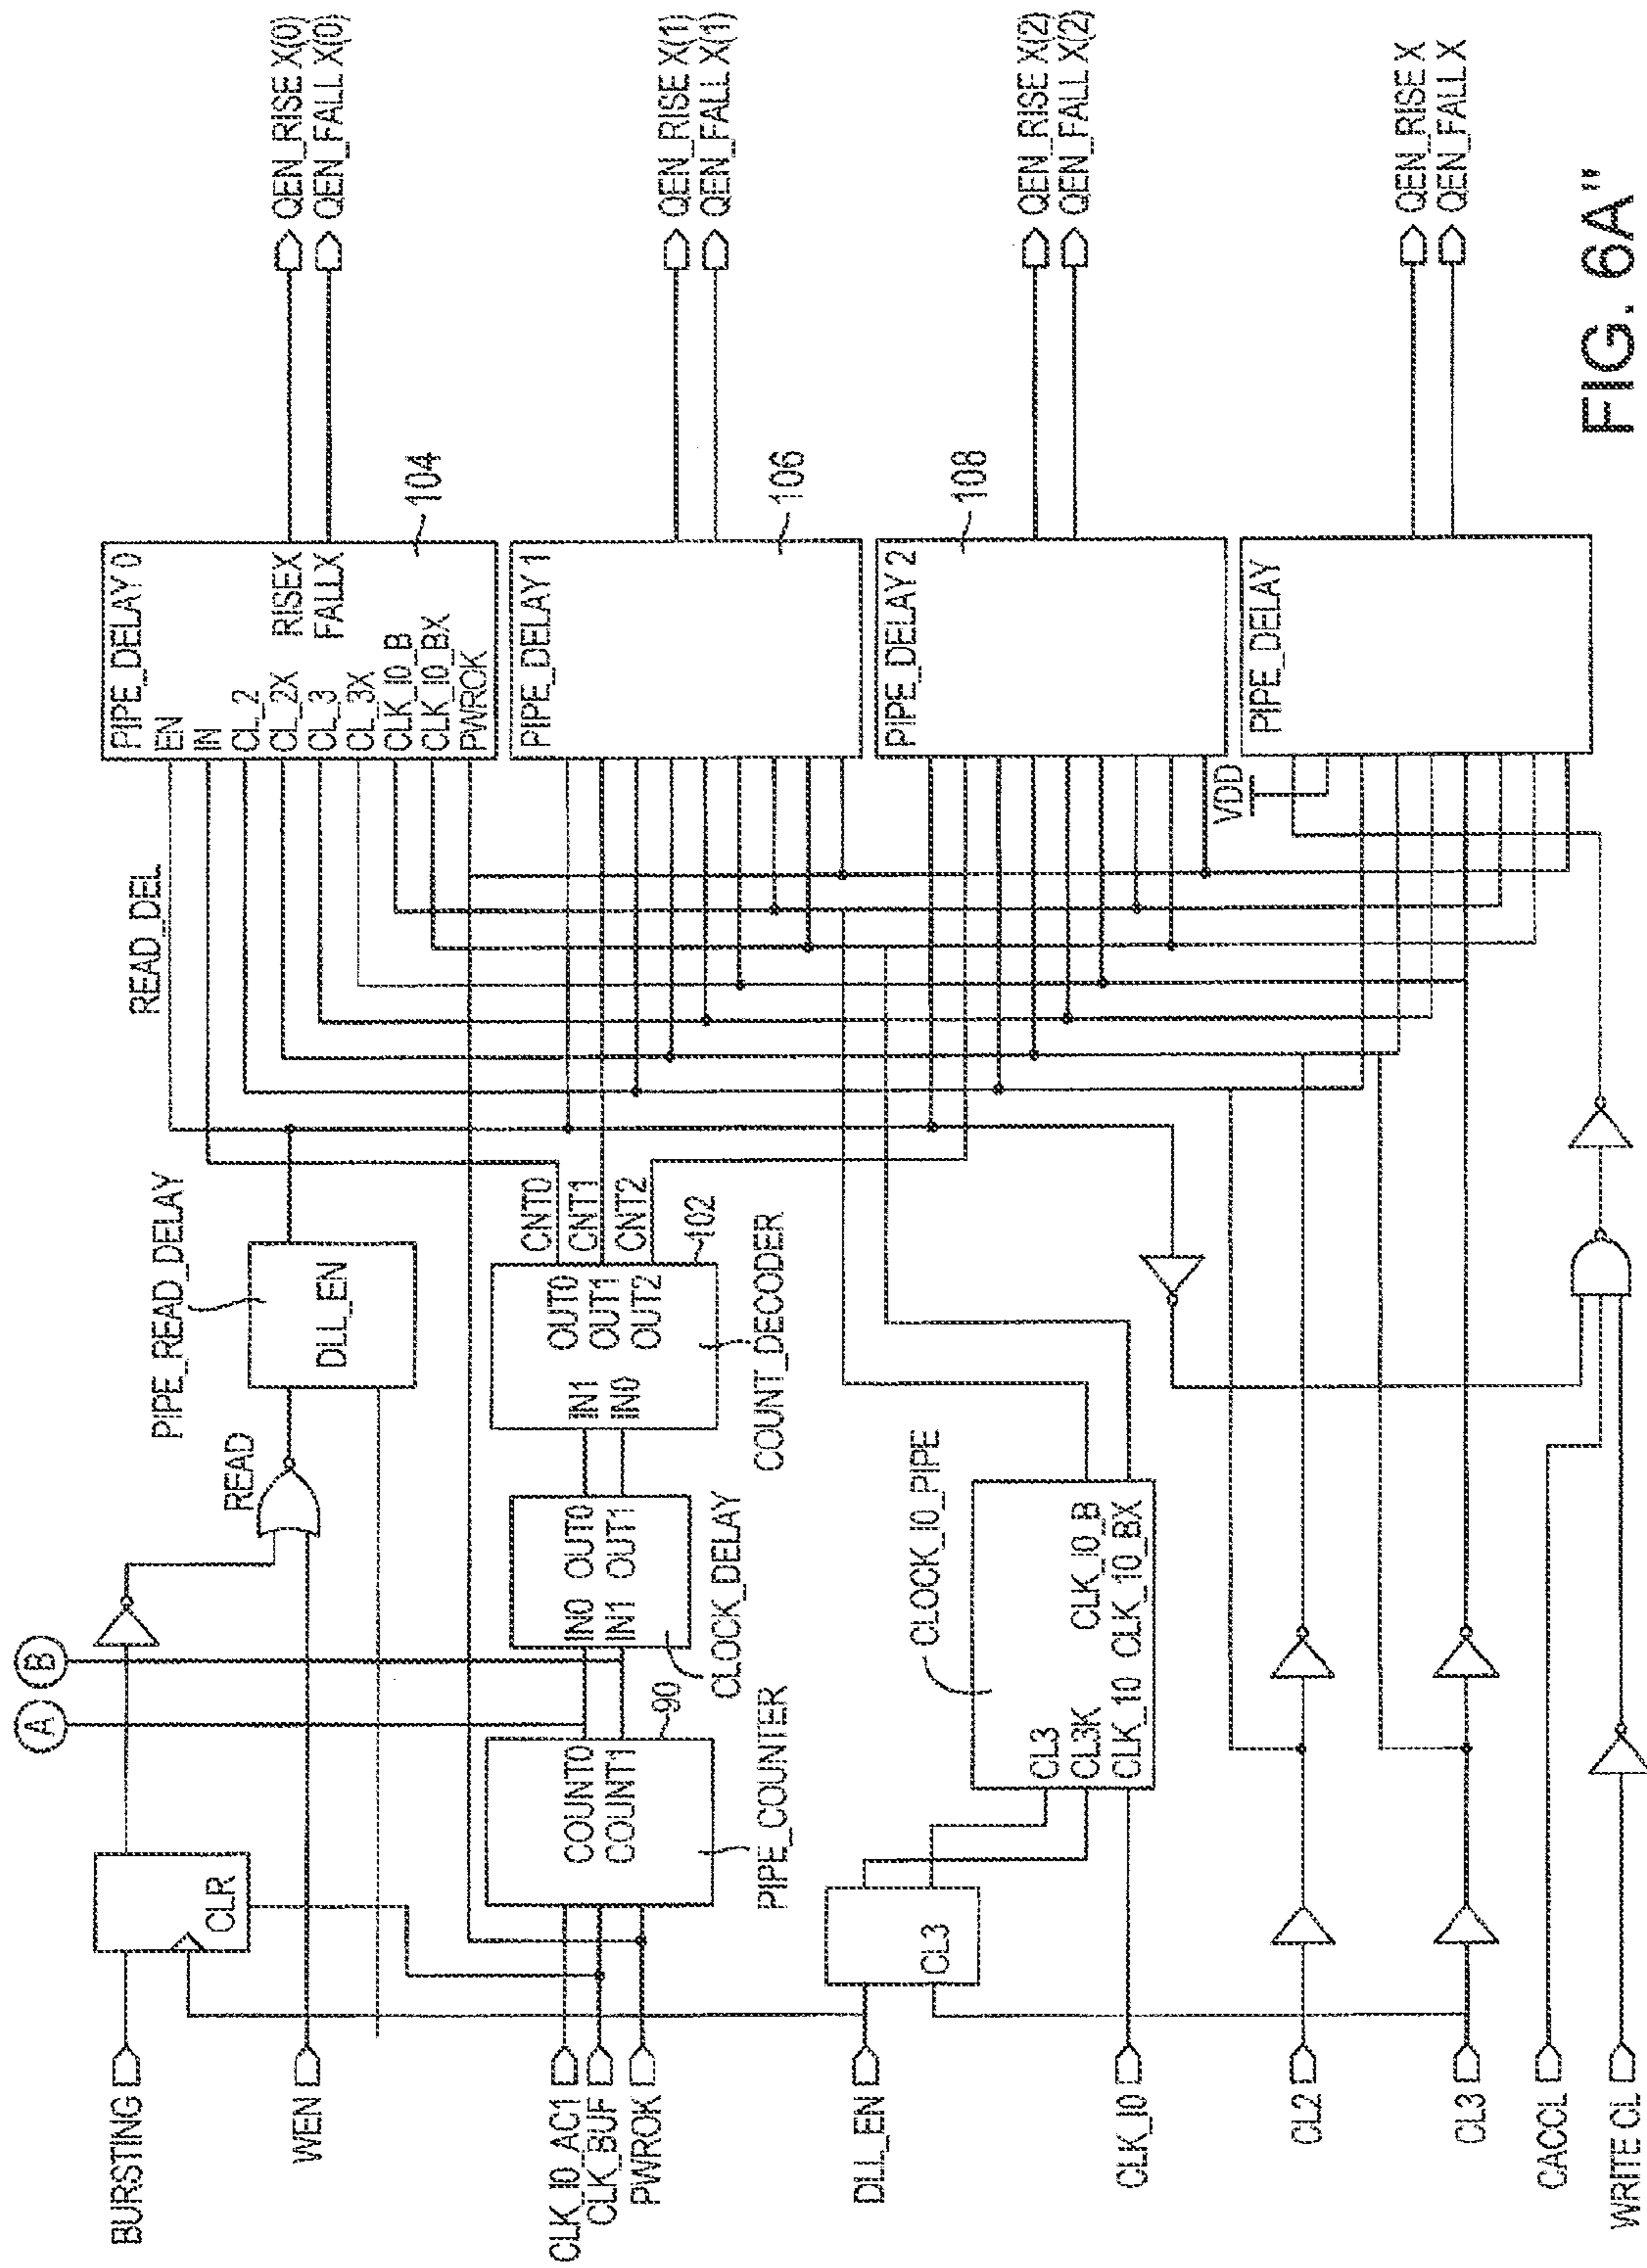 A
B
BURSTING
CLR
WEN
READ
PIPE_READ_DELAY
DLL_EN
READ_DEL
CLK_I0_AC1
CLK_BUF
PWROK
COUNT0
COUNT1
90
PIPE_COUNTER
IN0 OUT0
IN1 OUT1
CLOCK_DELAY
IN1
IN0
OUT0
OUT1
OUT2
CNT0
CNT1
CNT2
102
COUNT_DECODER
PIPE_DELAY 0
EN
IN
CL_2
CL_2X
CL_3
CL_3X
CLK_I0_B
CLK_I0_BX
PWROK
RISEX
FALLX
104
QEN_RISE X(0)
QEN_FALL X(0)
PIPE_DELAY 1
106
QEN_RISE X(1)
QEN_FALL X(1)
PIPE_DELAY 2
108
QEN_RISE X(2)
QEN_FALL X(2)
VDD
PIPE_DELAY
QEN_RISE X
QEN_FALL X
DLL_EN
CL3
CLOCK_I0_PIPE
CL3
CL3K
CLK_10
CLK_I0_B
CLK_10_BX
CLK_I0
CL2
CL3
CACCL
WRITE CL
FIG. 6A"